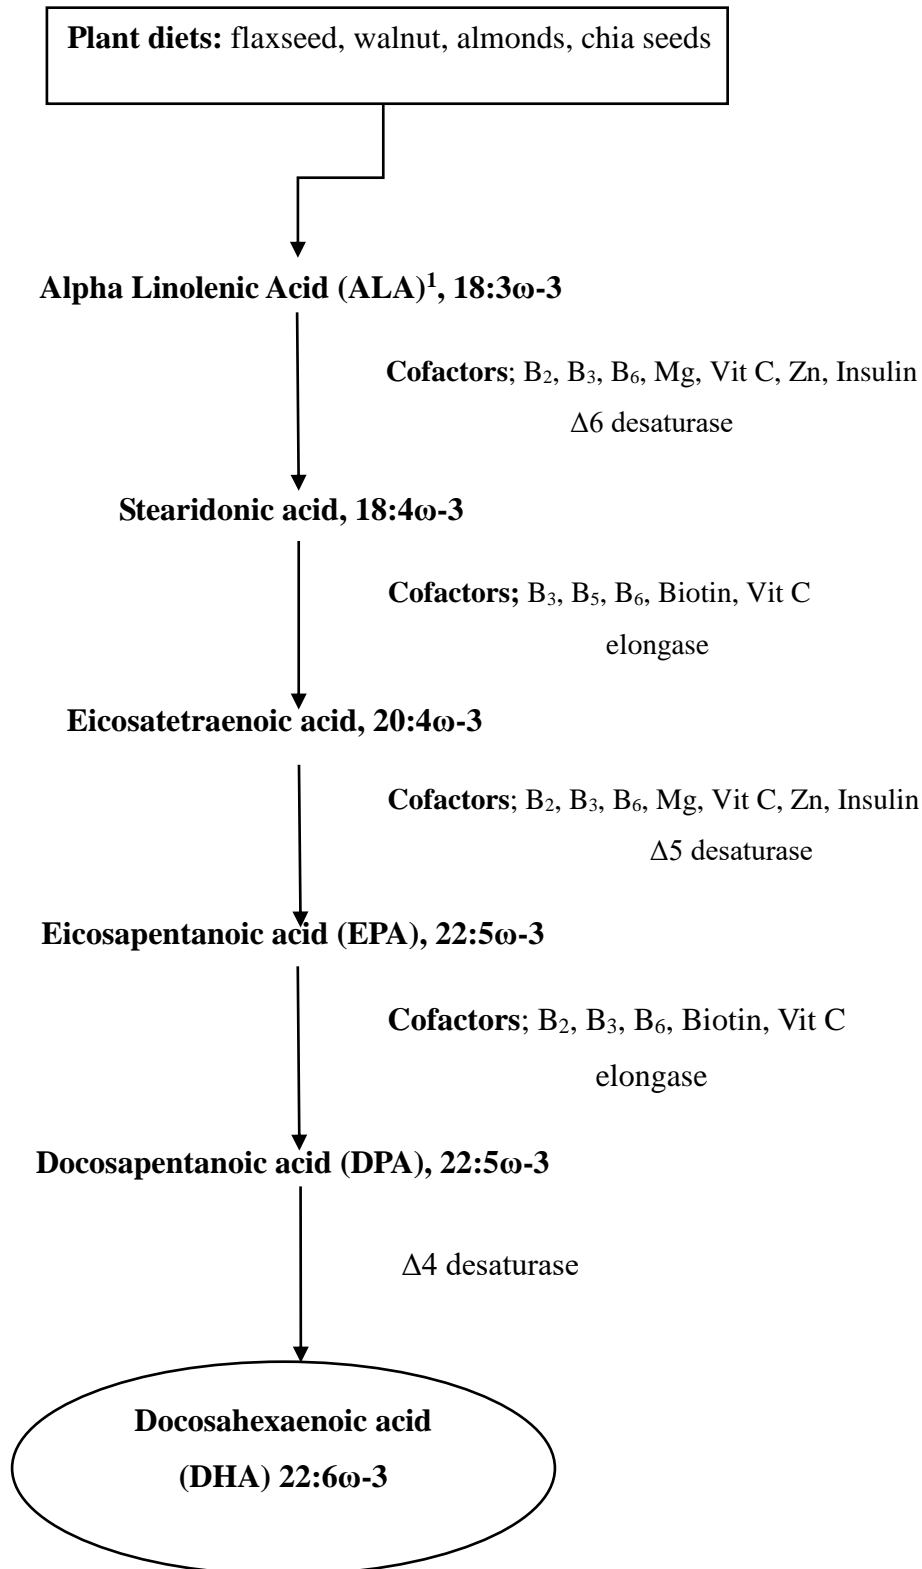 Plant diets: flaxseed, walnut, almonds, chia seeds
Alpha Linolenic Acid (ALA)¹, 18:3ω-3
Cofactors; B₂, B₃, B₆, Mg, Vit C, Zn, Insulin
Δ6 desaturase
Stearidonic acid, 18:4ω-3
Cofactors; B₃, B₅, B₆, Biotin, Vit C
elongase
Eicosatetraenoic acid, 20:4ω-3
Cofactors; B₂, B₃, B₆, Mg, Vit C, Zn, Insulin
Δ5 desaturase
Eicosapentanoic acid (EPA), 22:5ω-3
Cofactors; B₂, B₃, B₆, Biotin, Vit C
elongase
Docosapentanoic acid (DPA), 22:5ω-3
Δ4 desaturase
Docosahexaenoic acid
(DHA) 22:6ω-3